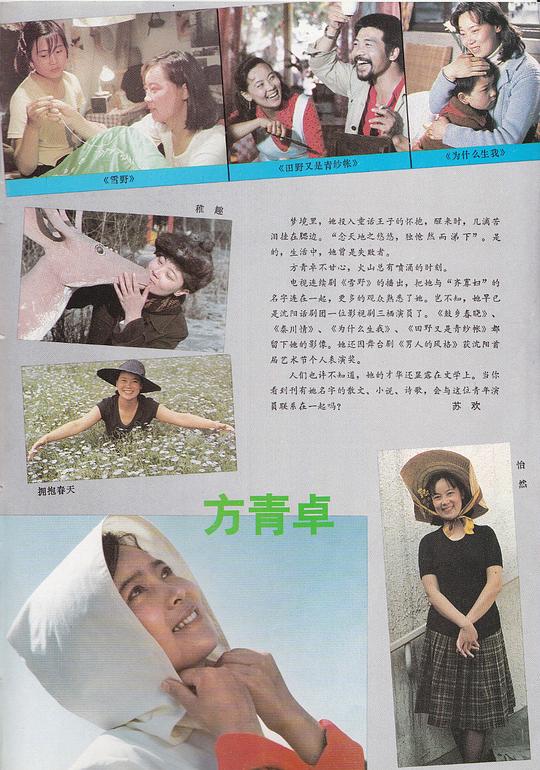 《雪野》
《田野又是青纱帐》
《为什么生我》
稚趣
梦境里，她投入童话王子的怀抱，醒来时，几滴苦
泪挂在腮边。“念天地之悠悠，独怆然而涕下”。是
的，生活中，她曾是失败者。
方青卓不甘心，火山总有喷涌的时刻。
电视连续剧《雪野》的播出，把她与“齐寡妇”的
名字连在一起，更多的观众熟悉了她。岂不知，她早已
是沈阳话剧团一位影视剧三栖演员了。《她乡春晓》、
《秦川情》、《为什么生我》、《田野又是青纱帐》都
留下她的影像。她还因舞台剧《男人的风格》获沈阳首
届艺术节个人表演奖。
人们也许不知道，她的才华还显露在文学上。当你
看到刊有她名字的散文、小说、诗歌，会与这位青年演
员联系在一起吗？
苏欢
拥抱春天
怡然
方青卓